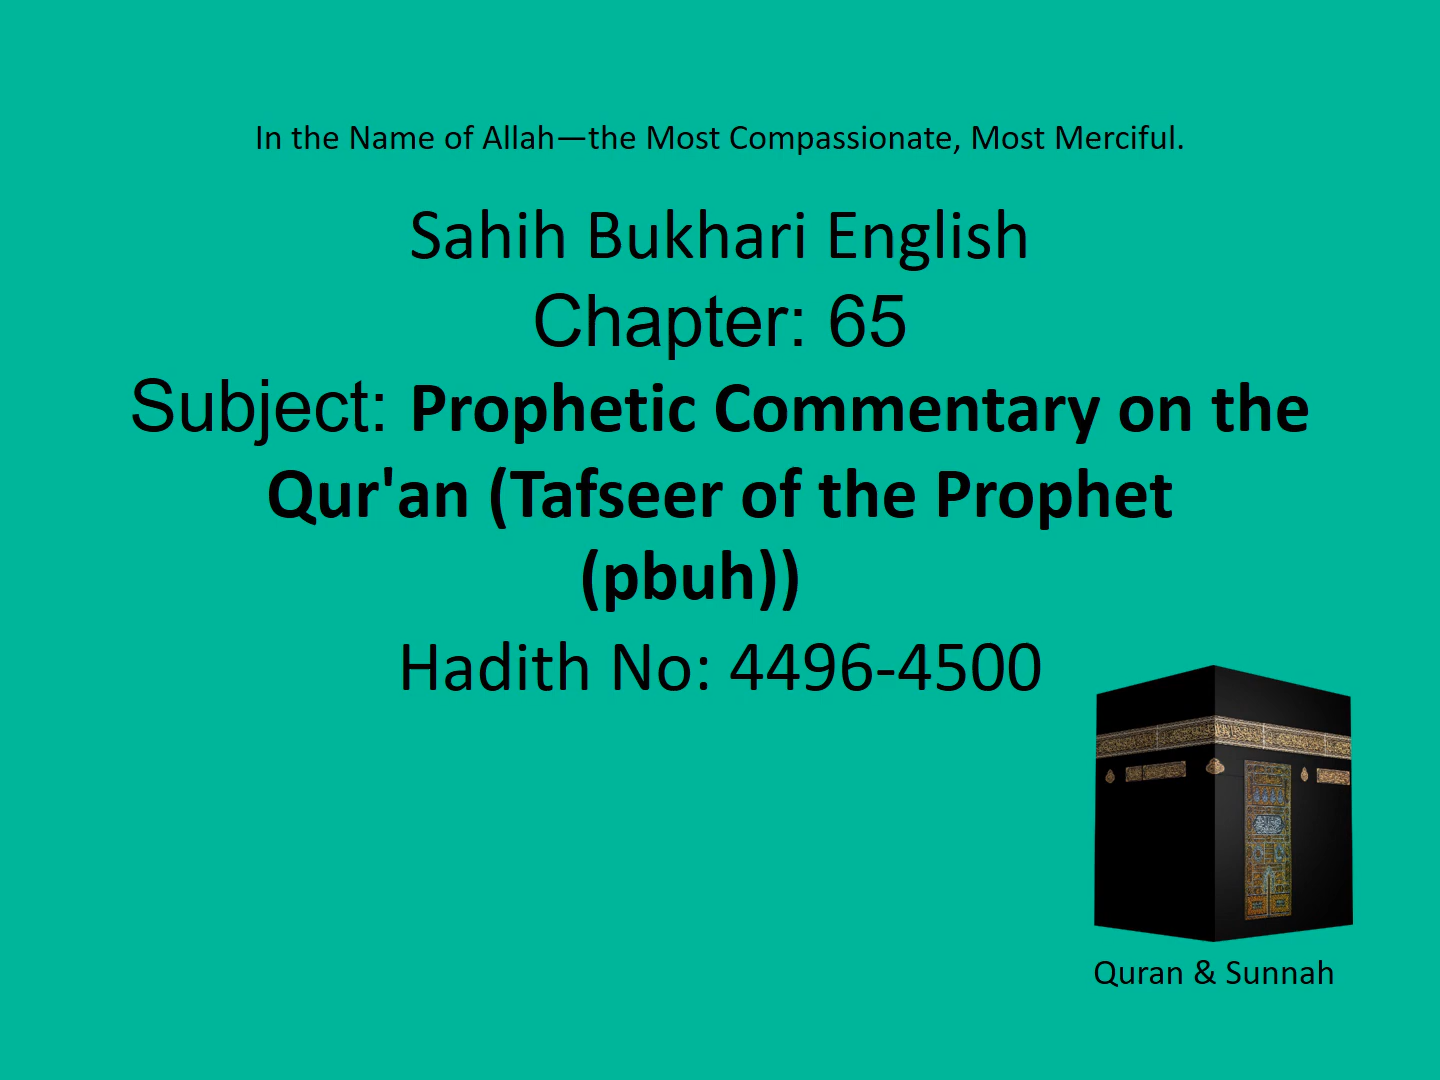 In the Name of Allah—the Most Compassionate, Most Merciful.
Sahih Bukhari English
Chapter: 65
Subject: Prophetic Commentary on the
Qur'an (Tafseer of the Prophet
(pbuh))
Hadith No: 4496-4500
Quran & Sunnah